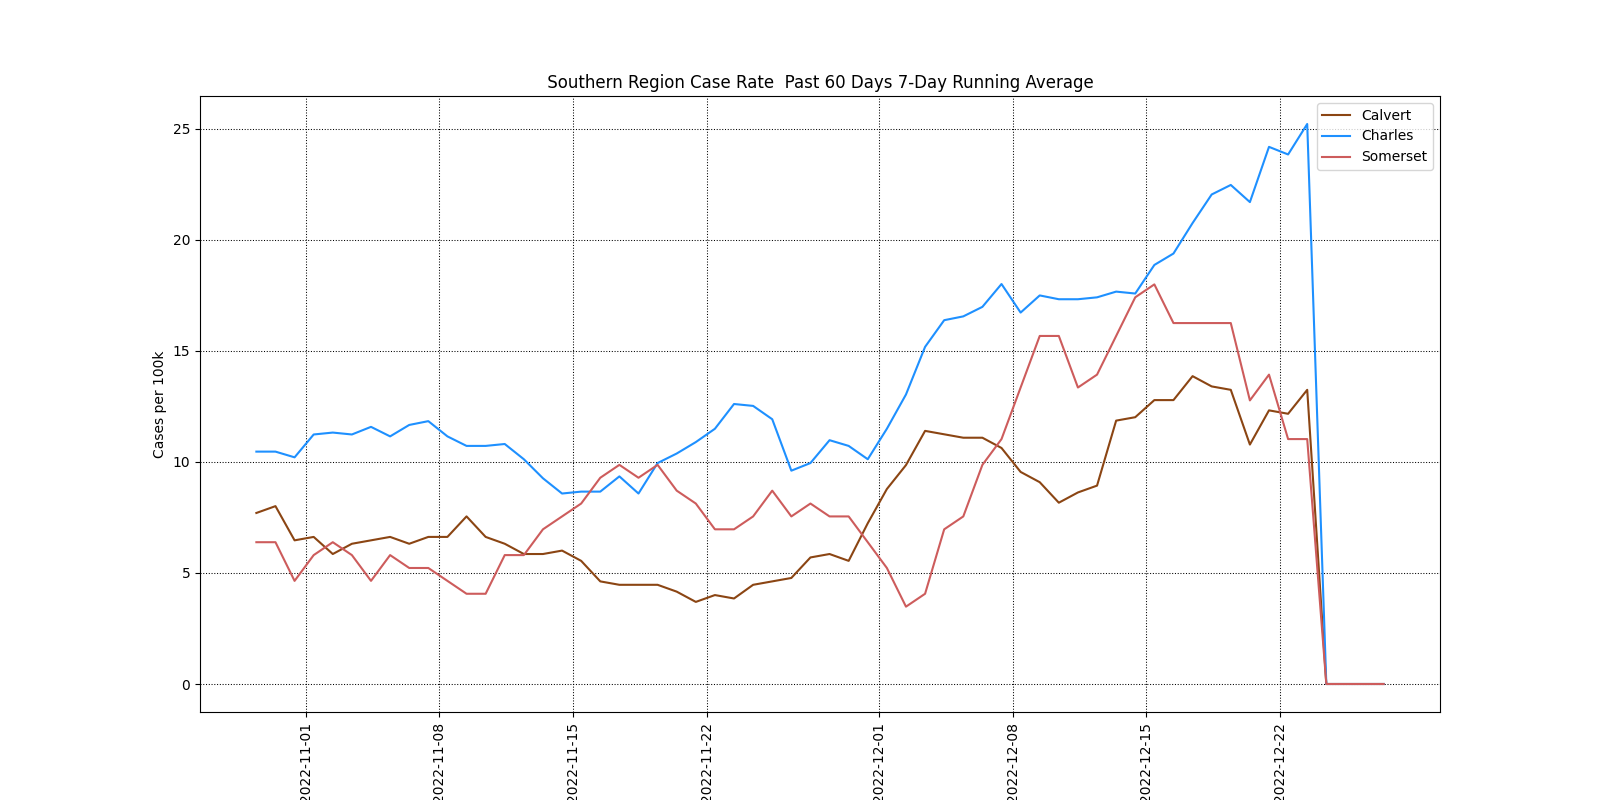 Southern Region Case Rate  Past 60 Days 7-Day Running Average
Calvert
Charles
Somerset
Cases per 100k
25
20
15
10
5
0
2022-11-01
2022-11-08
2022-11-15
2022-11-22
2022-12-01
2022-12-08
2022-12-15
2022-12-22